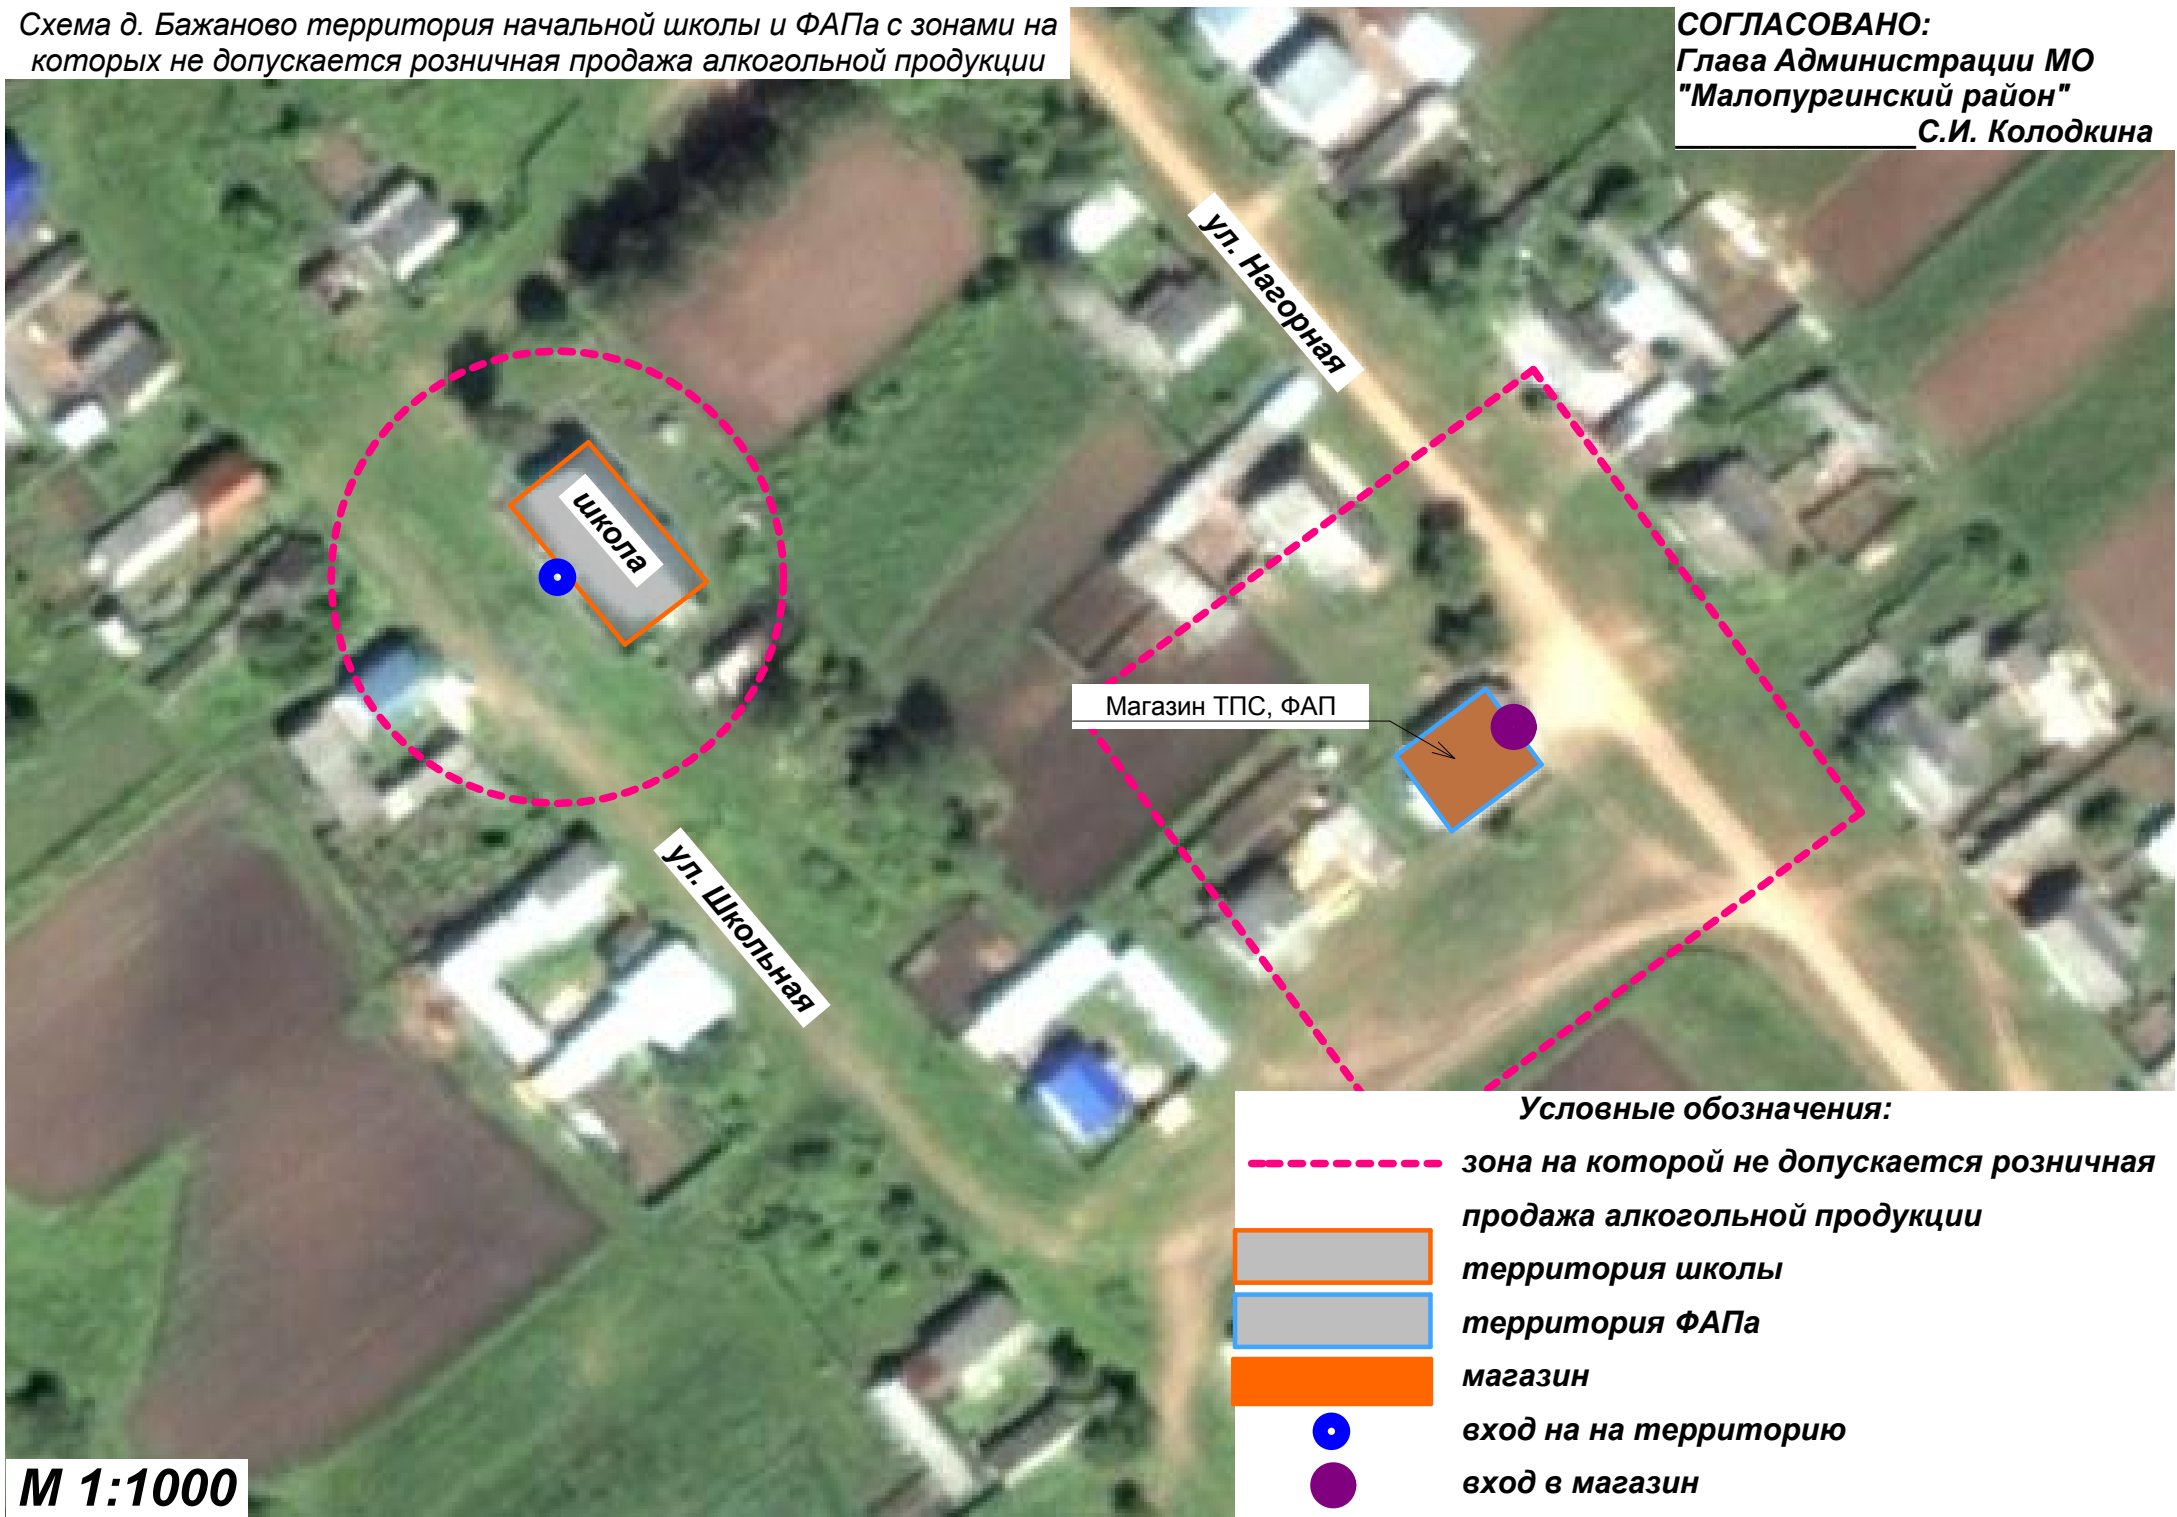 Схема д. Бажаново территория начальной школы и ФАПа с зонами на
которых не допускается розничная продажа алкогольной продукции
СОГЛАСОВАНО:
Глава Администрации МО
"Малопургинский район"
_______________С.И. Колодкина
ул. Нагорная
школа
Магазин ТПС, ФАП
ул. Школьная
Условные обозначения:
зона на которой не допускается розничная
продажа алкогольной продукции
территория школы
территория ФАПа
магазин
вход на на территорию
вход в магазин
М 1:1000